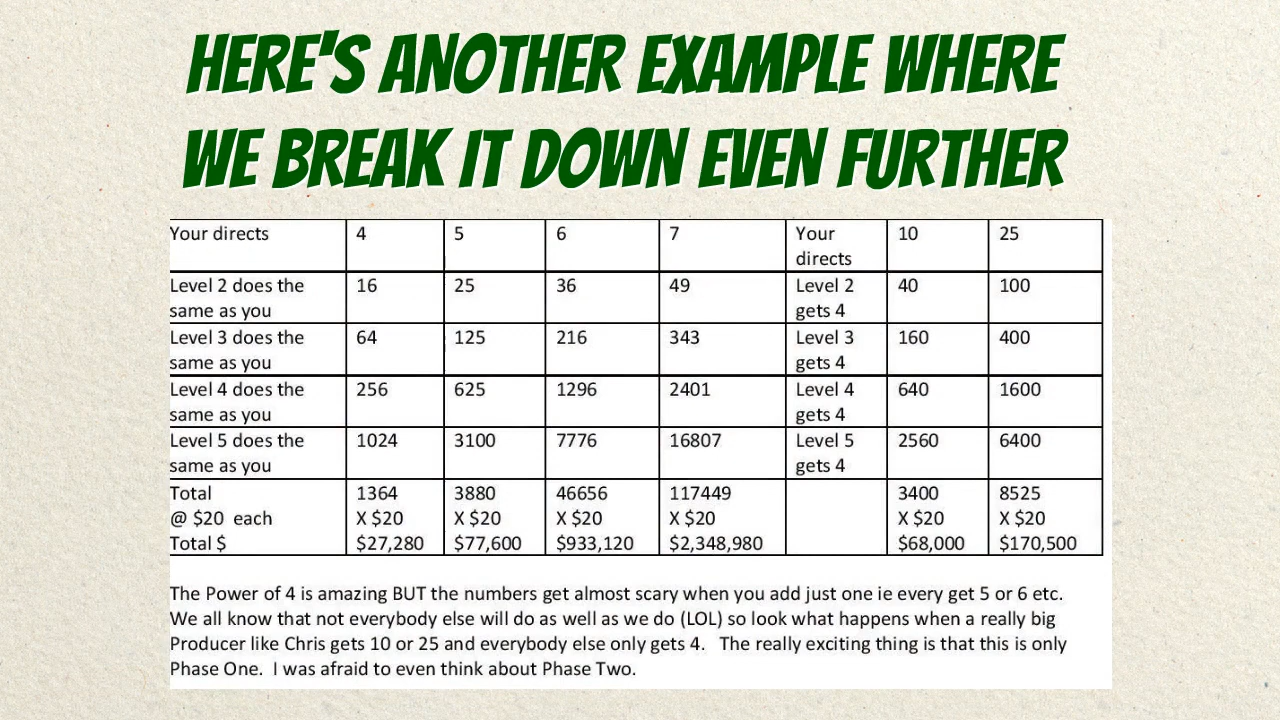 HERE'S ANOTHER EXAMPLE WHERE
WE BREAK IT DOWN EVEN FURTHER
Your directs 4 5 6 7 Your directs 10 25
Level 2 does the same as you 16 25 36 49 Level 2 gets 4 40 100
Level 3 does the same as you 64 125 216 343 Level 3 gets 4 160 400
Level 4 does the same as you 256 625 1296 2401 Level 4 gets 4 640 1600
Level 5 does the same as you 1024 3100 7776 16807 Level 5 gets 4 2560 6400
Total 1364 3880 46656 117449 3400 8525
@ $20 each X $20 X $20 X $20 X $20 X $20 X $20
Total $ $27,280 $77,600 $933,120 $2,348,980 $68,000 $170,500
The Power of 4 is amazing BUT the numbers get almost scary when you add just one ie every get 5 or 6 etc.
We all know that not everybody else will do as well as we do (LOL) so look what happens when a really big
Producer like Chris gets 10 or 25 and everybody else only gets 4. The really exciting thing is that this is only
Phase One. I was afraid to even think about Phase Two.